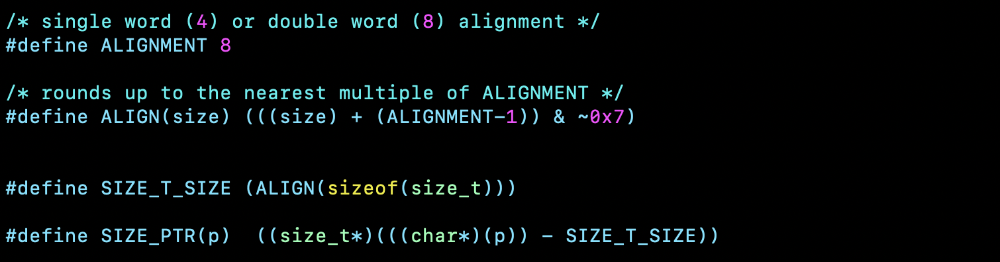 /* single word (4) or double word (8) alignment */
#define ALIGNMENT 8
/* rounds up to the nearest multiple of ALIGNMENT */
#define ALIGN(size) (((size) + (ALIGNMENT-1)) & ~0x7)
#define SIZE_T_SIZE (ALIGN(sizeof(size_t)))
#define SIZE_PTR(p)  ((size_t*)(((char*)(p)) - SIZE_T_SIZE))